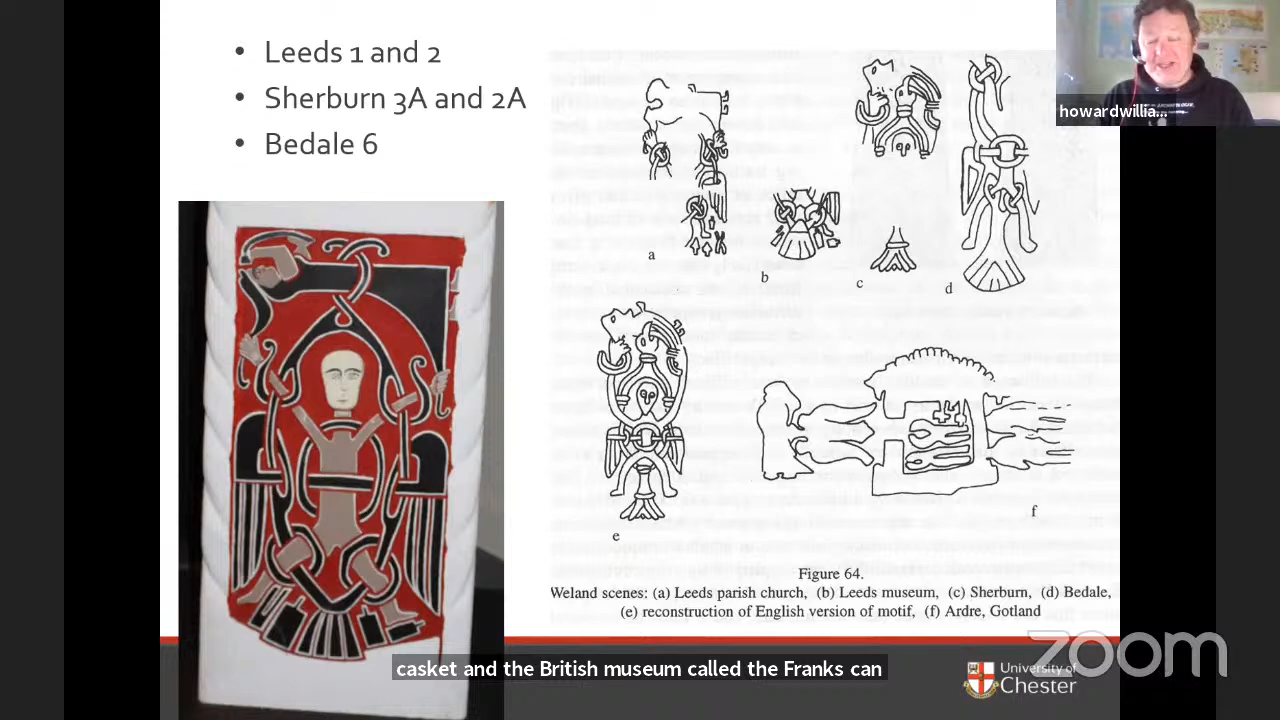 • Leeds 1 and 2
• Sherburn 3A and 2A
• Bedale 6
howardwillia...
a
b
c
d
e
f
Figure 64.
Weland scenes: (a) Leeds parish church, (b) Leeds museum, (c) Sherburn, (d) Bedale,
(e) reconstruction of English version of motif, (f) Ardre, Gotland
casket and the British museum called the Franks can
University of
Chester
zoom